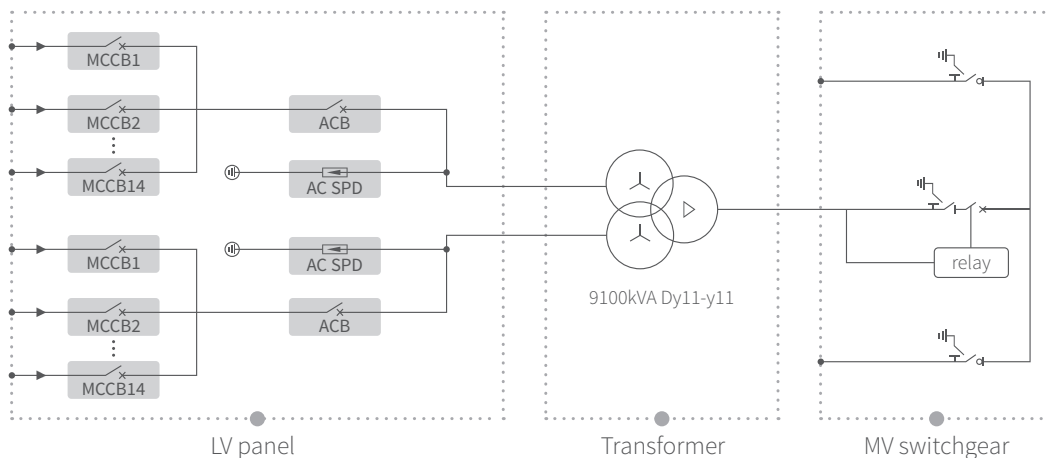 MCCB1
MCCB2
MCCB14
ACB
AC SPD
MCCB1
MCCB2
MCCB14
AC SPD
ACB
9100kVA Dy11-y11
relay
LV panel
Transformer
MV switchgear